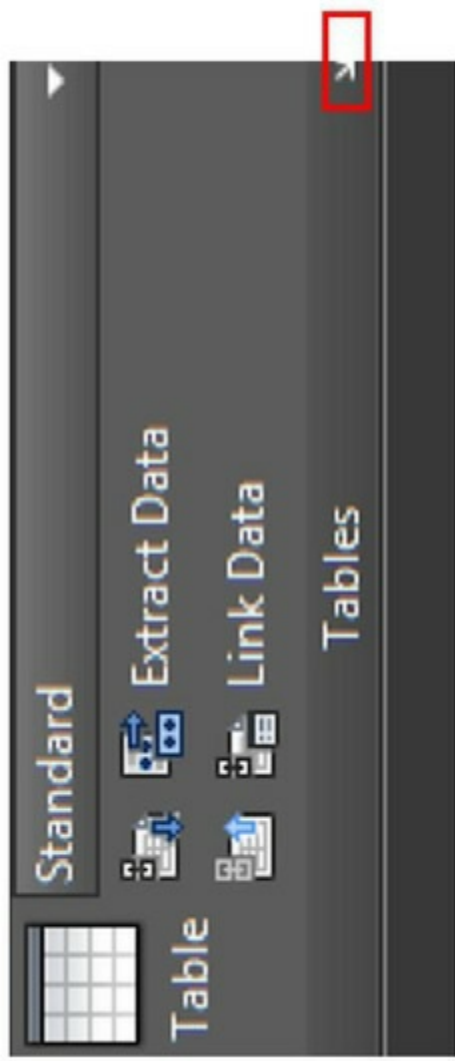 Standard
Extract Data
Table
Link Data
Tables